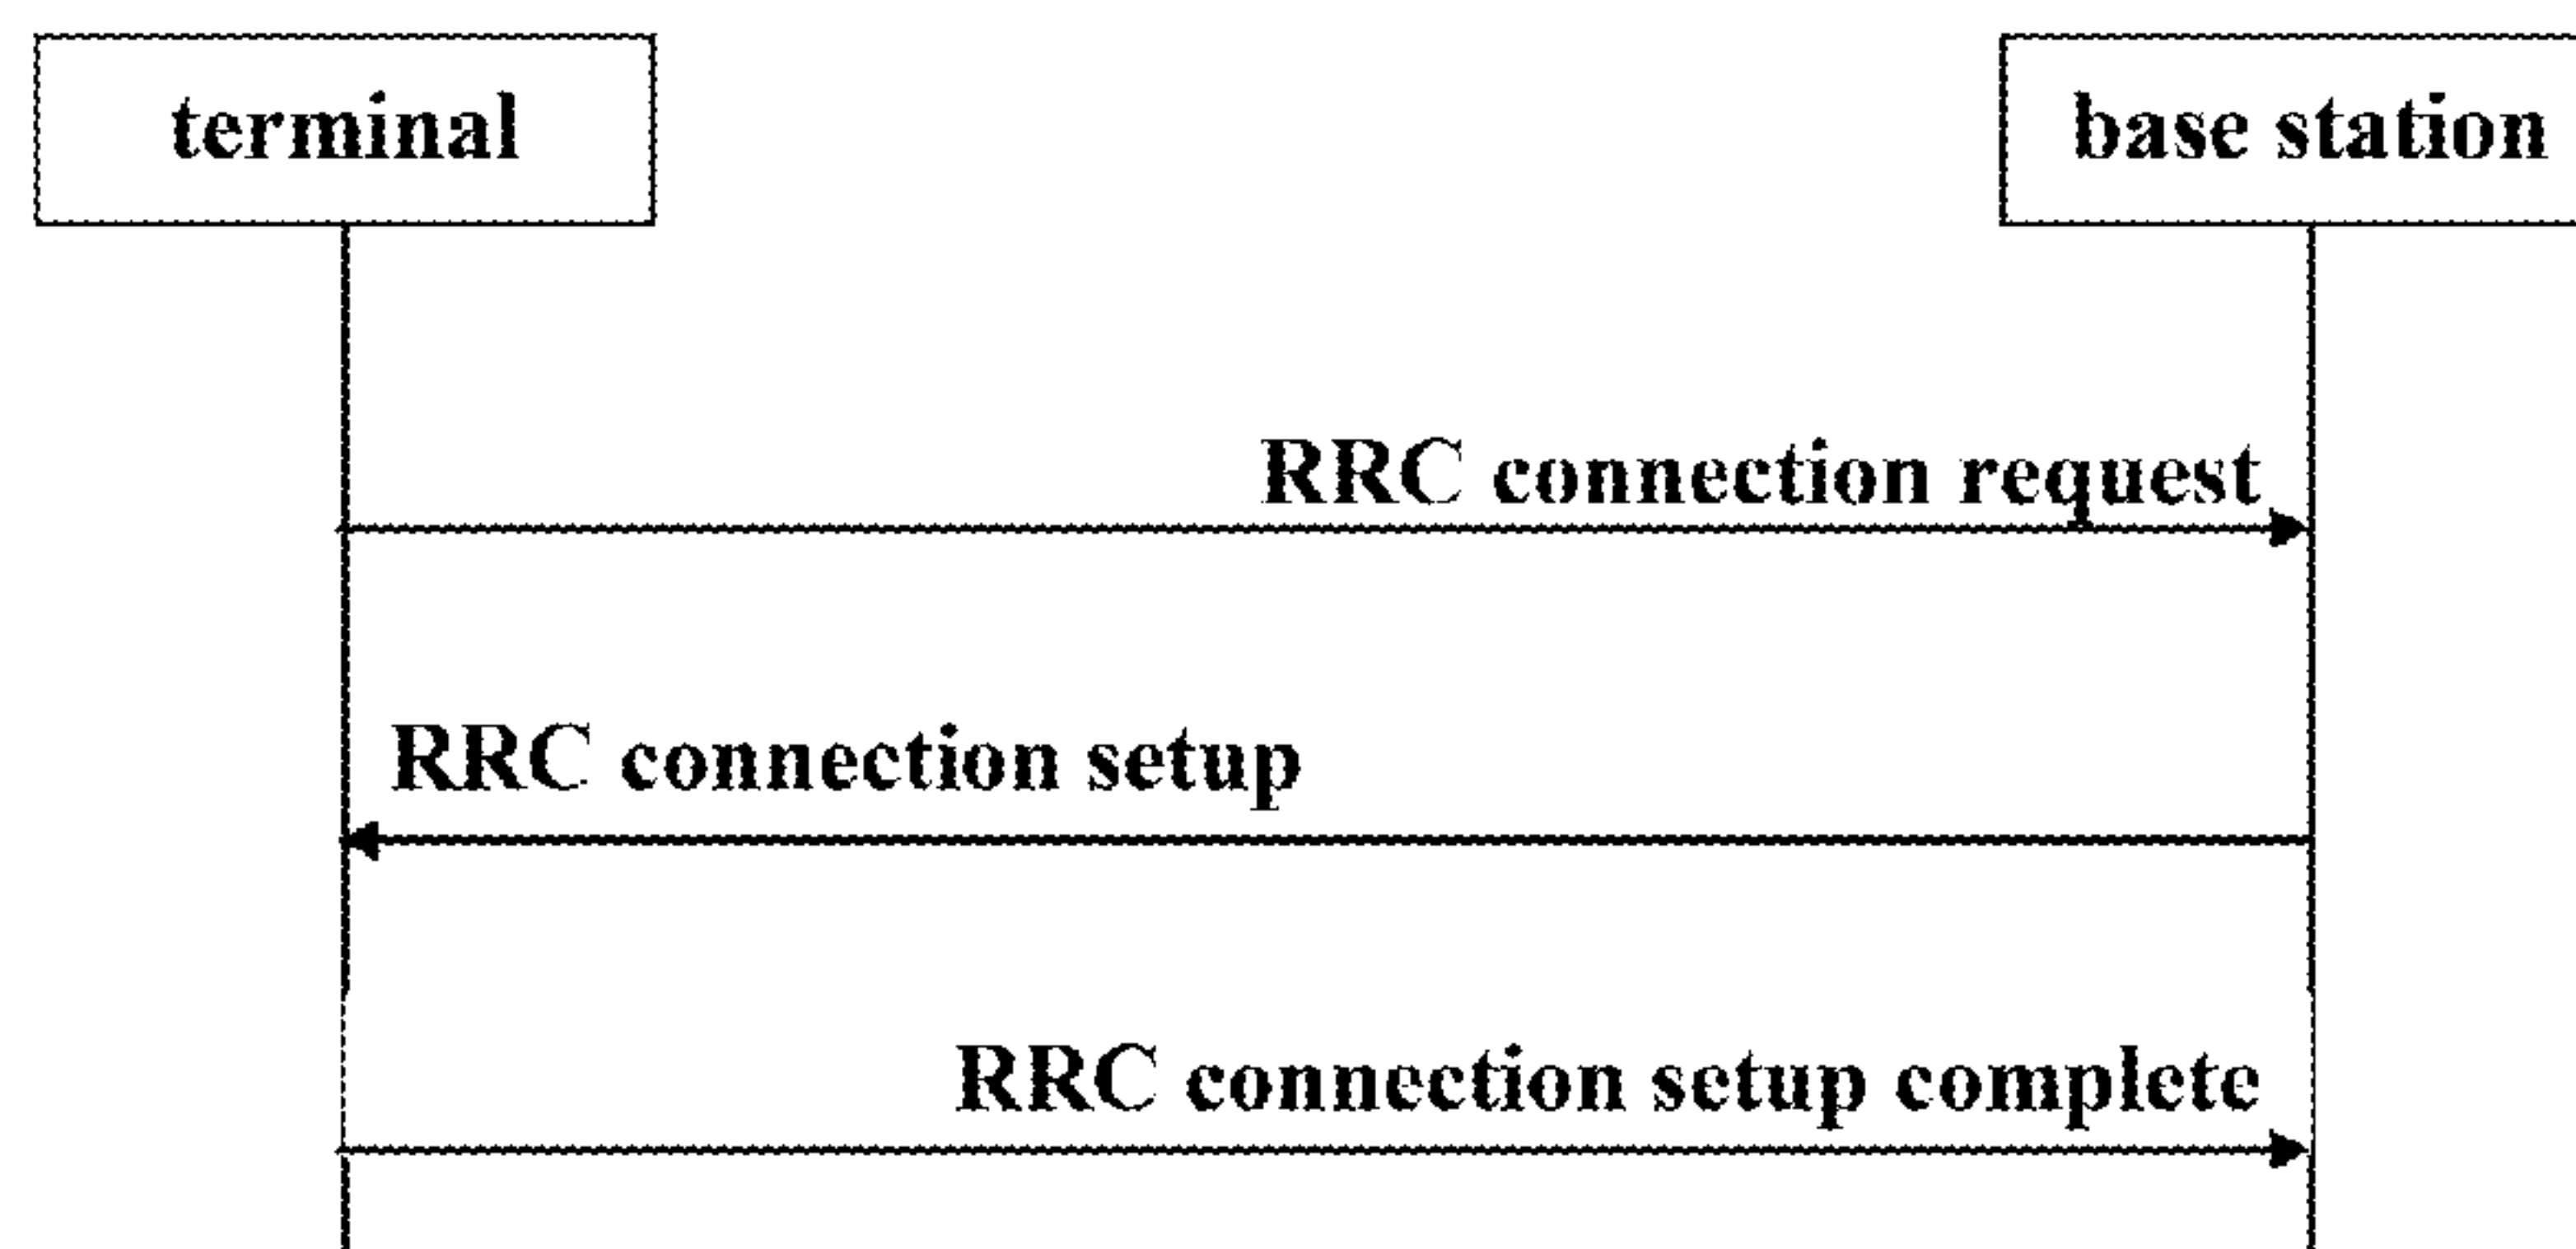 terminal
base station
RRC connection request
RRC connection setup
RRC connection setup complete